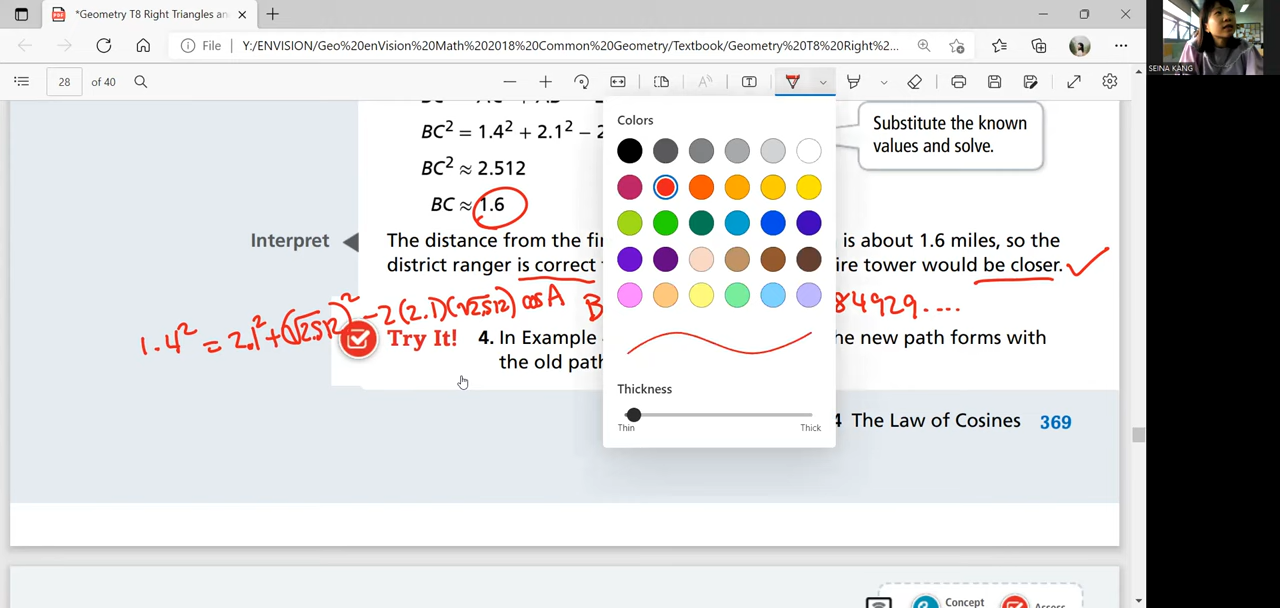 *Geometry T8 Right Triangles an
File Y:/ENVISION/Geo%20enVision%20Math%202018%20Common%20Geometry/Textbook/Geometry%20T8%20Right%2...
SEINA KANG
28 of 40
Colors
BC² = 1.4² + 2.1² − 2
Substitute the known
values and solve.
BC² ≈ 2.512
BC ≈ 1.6
Interpret
The distance from the fi is about 1.6 miles, so the
district ranger is correct ire tower would be closer.
1.4² = 2.1² + (√2.512)² − 2(2.1)(√2.512) cos A B 84929....
Try It! 4. In Example ne new path forms with
the old path
Thickness
Thin Thick
4 The Law of Cosines 369
Concept
Assess